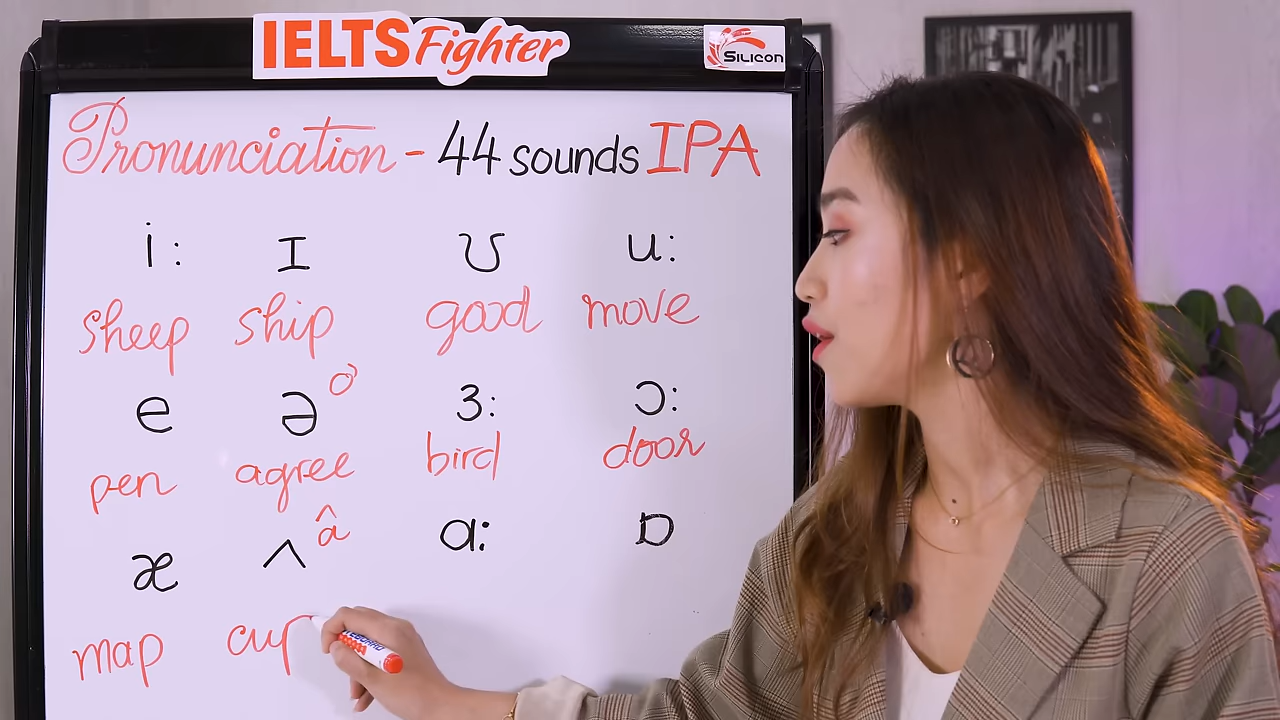 IELTS Fighter
SILICON
Pronunciation - 44 sounds IPA
i: ɪ ʊ u:
sheep ship good move
e ə ơ ɜ: ɔ:
pen agree bird door
æ ʌ â ɑ: ɒ
map cup